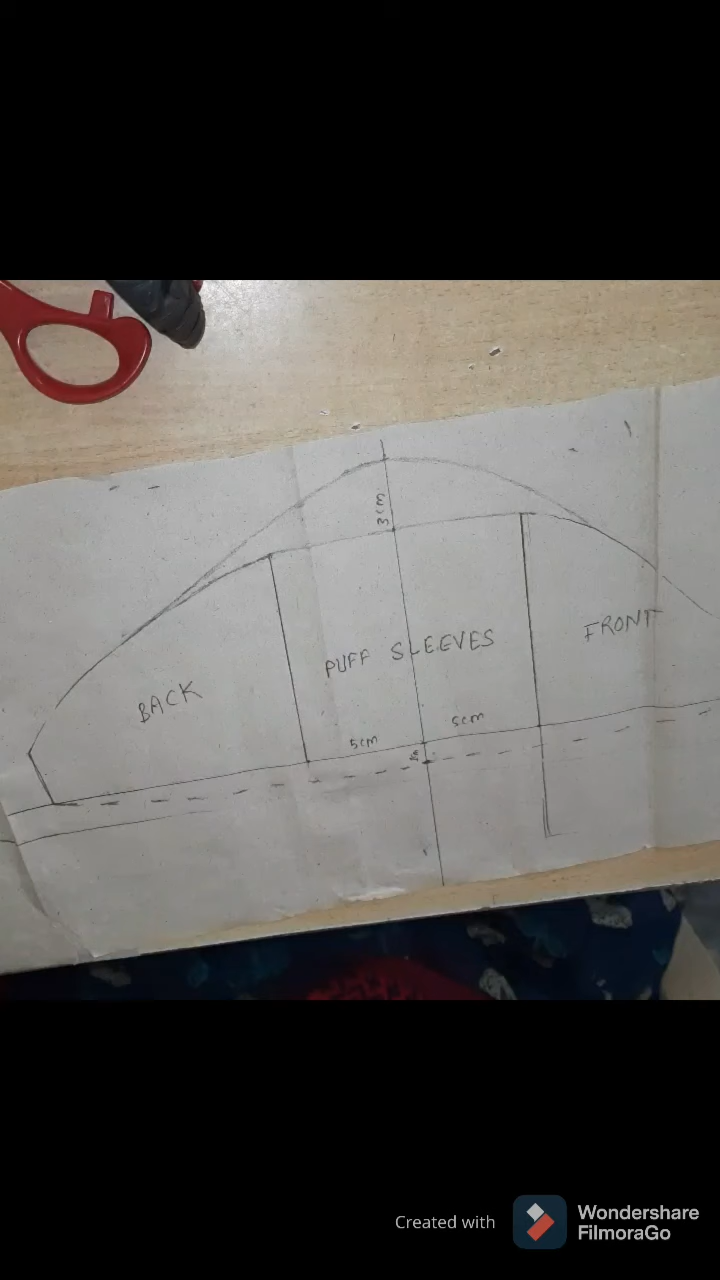 3cm
PUFF SLEEVES
FRONT
BACK
5cm
5cm
Created with
Wondershare
FilmoraGo